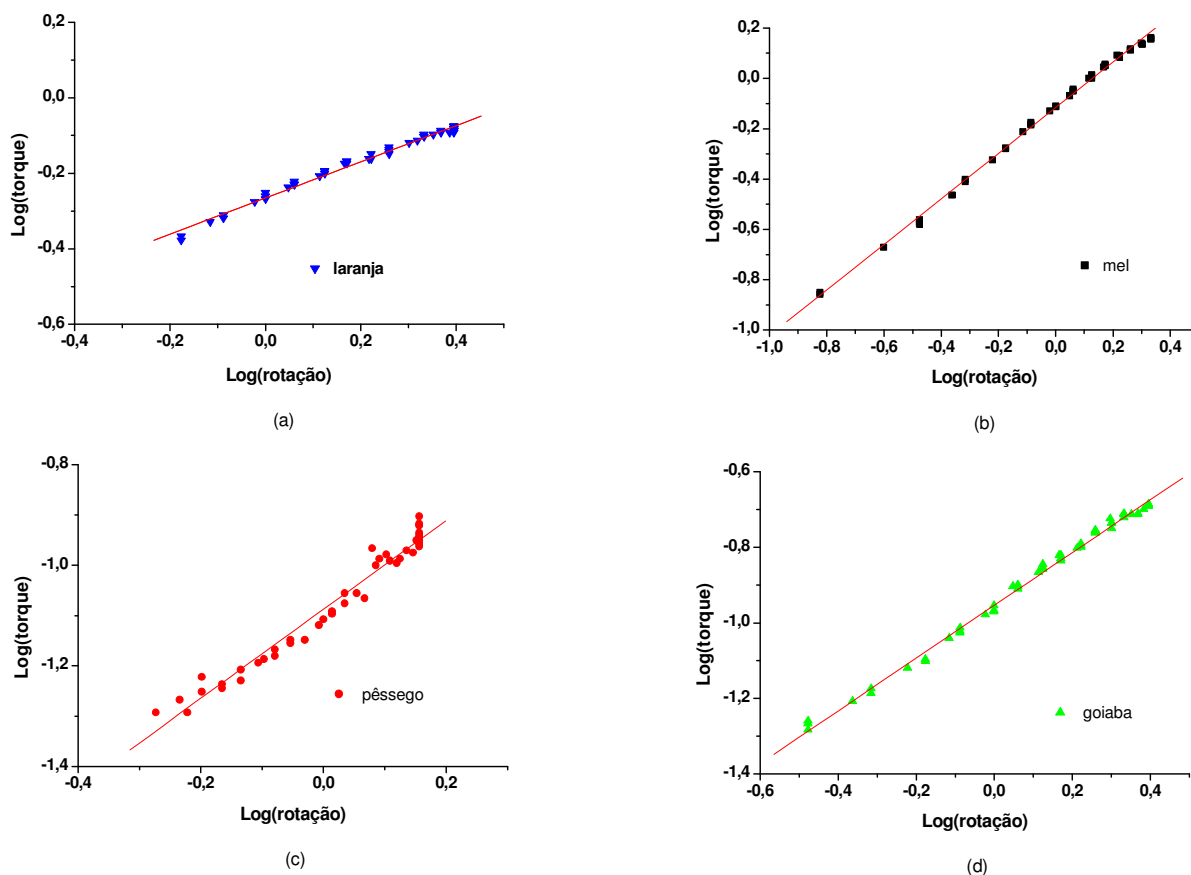 0,2
0,0
-0,2
-0,4
-0,6
Log(torque)
laranja
-0,4 -0,2 0,0 0,2 0,4
Log(rotação)
(a)
0,2
0,0
-0,2
-0,4
-0,6
-0,8
-1,0
Log(torque)
mel
-1,0 -0,8 -0,6 -0,4 -0,2 0,0 0,2 0,4
Log(rotação)
(b)
-0,8
-1,0
-1,2
-1,4
Log(torque)
pêssego
-0,4 -0,2 0,0 0,2
Log(rotação)
(c)
-0,6
-0,8
-1,0
-1,2
-1,4
Log(torque)
goiaba
-0,6 -0,4 -0,2 0,0 0,2 0,4
Log(rotação)
(d)